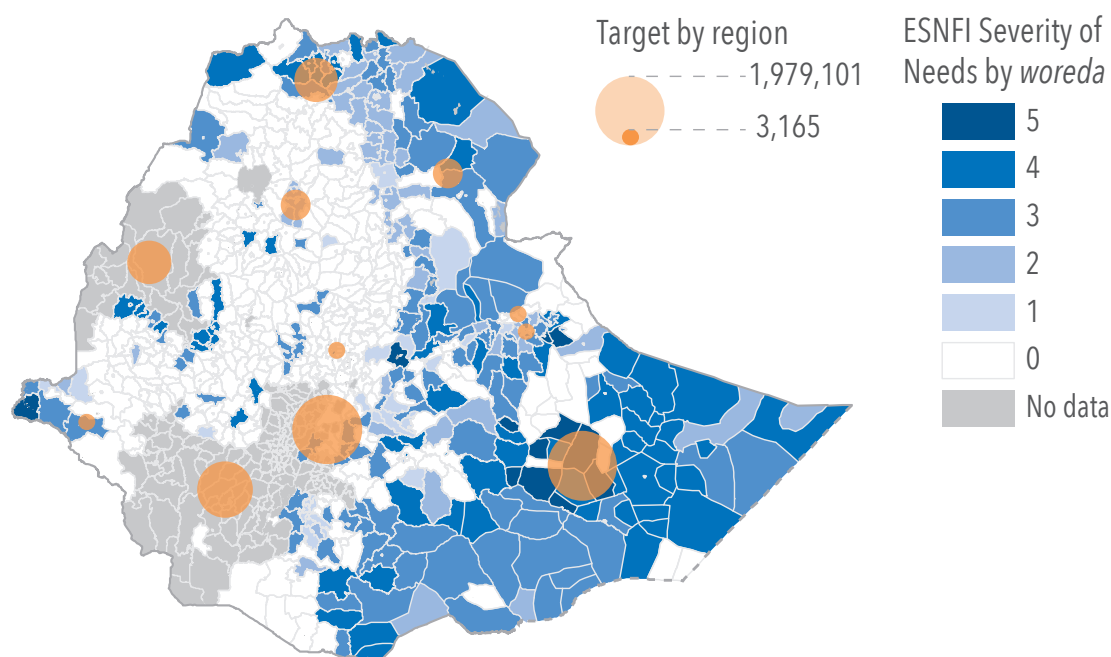 Target by region
1,979,101
3,165
ESNFI Severity of
Needs by woreda
5
4
3
2
1
0
No data